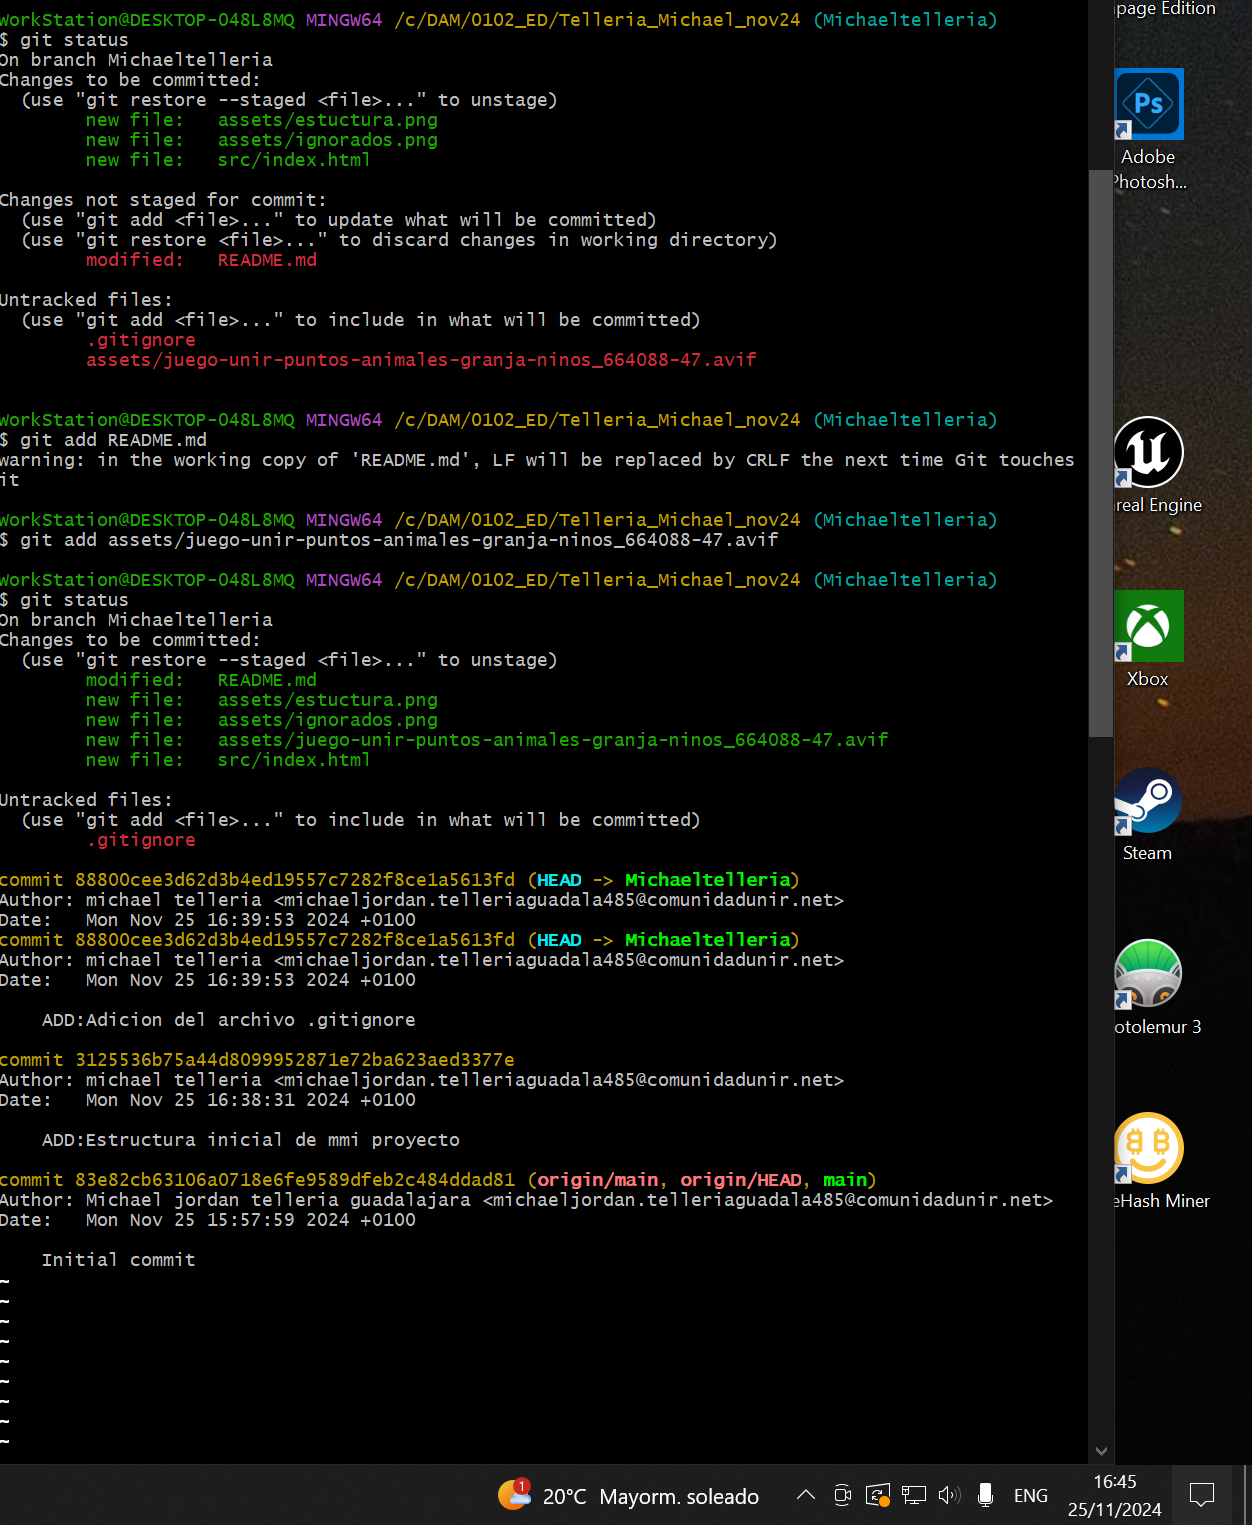 WorkStation@DESKTOP-O48L8MQ MINGW64 /c/DAM/0102_ED/Telleria_Michael_nov24 (Michaeltelleria)
$ git status
On branch Michaeltelleria
Changes to be committed:
  (use "git restore --staged <file>..." to unstage)
        new file:   assets/estuctura.png
        new file:   assets/ignorados.png
        new file:   src/index.html

Changes not staged for commit:
  (use "git add <file>..." to update what will be committed)
  (use "git restore <file>..." to discard changes in working directory)
        modified:   README.md

Untracked files:
  (use "git add <file>..." to include in what will be committed)
        .gitignore
        assets/juego-unir-puntos-animales-granja-ninos_664088-47.avif

WorkStation@DESKTOP-O48L8MQ MINGW64 /c/DAM/0102_ED/Telleria_Michael_nov24 (Michaeltelleria)
$ git add README.md
warning: in the working copy of 'README.md', LF will be replaced by CRLF the next time Git touches
it

WorkStation@DESKTOP-O48L8MQ MINGW64 /c/DAM/0102_ED/Telleria_Michael_nov24 (Michaeltelleria)
$ git add assets/juego-unir-puntos-animales-granja-ninos_664088-47.avif

WorkStation@DESKTOP-O48L8MQ MINGW64 /c/DAM/0102_ED/Telleria_Michael_nov24 (Michaeltelleria)
$ git status
On branch Michaeltelleria
Changes to be committed:
  (use "git restore --staged <file>..." to unstage)
        modified:   README.md
        new file:   assets/estuctura.png
        new file:   assets/ignorados.png
        new file:   assets/juego-unir-puntos-animales-granja-ninos_664088-47.avif
        new file:   src/index.html

Untracked files:
  (use "git add <file>..." to include in what will be committed)
        .gitignore

commit 88800cee3d62d3b4ed19557c7282f8ce1a5613fd (HEAD -> Michaeltelleria)
Author: michael telleria <michaeljordan.telleriaguadala485@comunidadunir.net>
Date:   Mon Nov 25 16:39:53 2024 +0100
commit 88800cee3d62d3b4ed19557c7282f8ce1a5613fd (HEAD -> Michaeltelleria)
Author: michael telleria <michaeljordan.telleriaguadala485@comunidadunir.net>
Date:   Mon Nov 25 16:39:53 2024 +0100

    ADD:Adicion del archivo .gitignore

commit 3125536b75a44d8099952871e72ba623aed3377e
Author: michael telleria <michaeljordan.telleriaguadala485@comunidadunir.net>
Date:   Mon Nov 25 16:38:31 2024 +0100

    ADD:Estructura inicial de mmi proyecto

commit 83e82cb63106a0718e6fe9589dfeb2c484ddad81 (origin/main, origin/HEAD, main)
Author: Michael jordan telleria guadalajara <michaeljordan.telleriaguadala485@comunidadunir.net>
Date:   Mon Nov 25 15:57:59 2024 +0100

    Initial commit
~
~
~
~
~
~
~
~
~
page Edition
Ps
Adobe
Photosh...
real Engine
Xbox
Steam
otolemur 3
eHash Miner
1
20°C Mayorm. soleado
ENG
16:45
25/11/2024